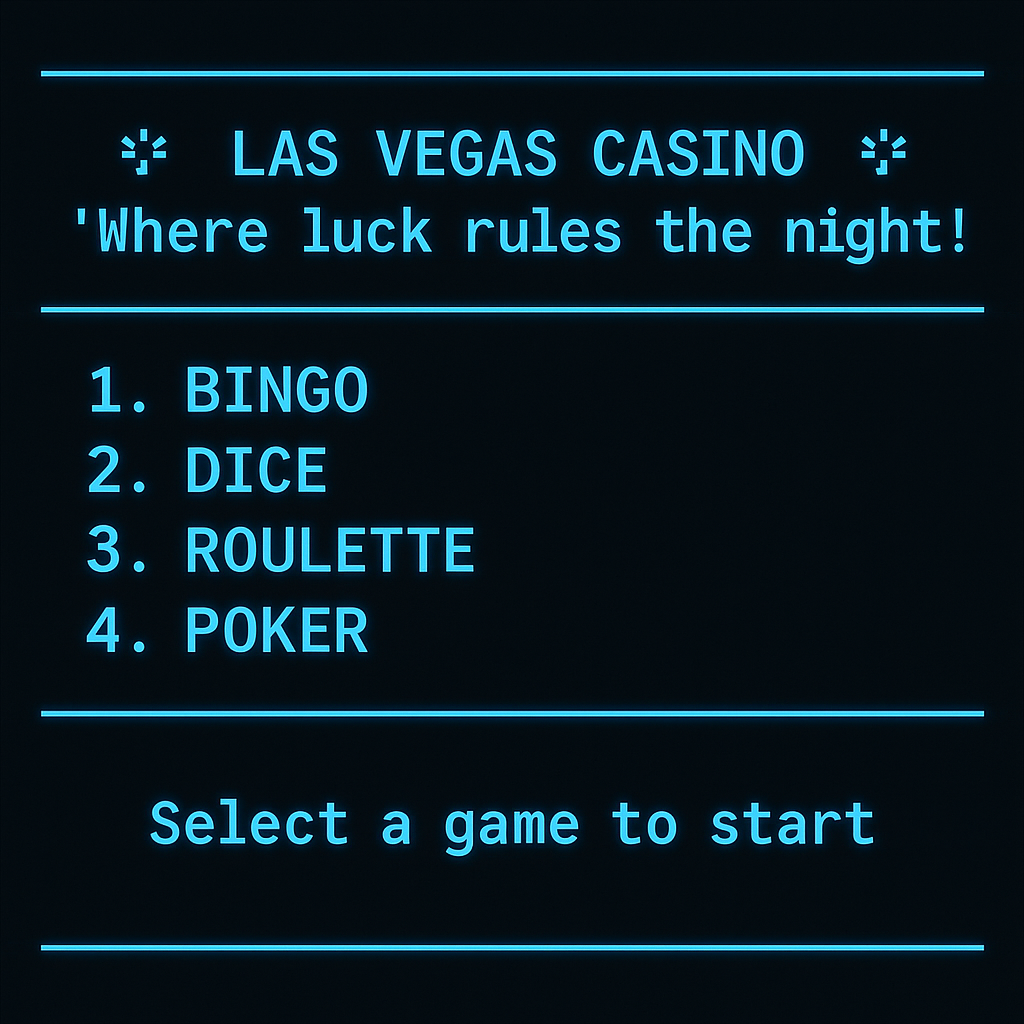 LAS VEGAS CASINO
'Where luck rules the night!
1. BINGO
2. DICE
3. ROULETTE
4. POKER
Select a game to start